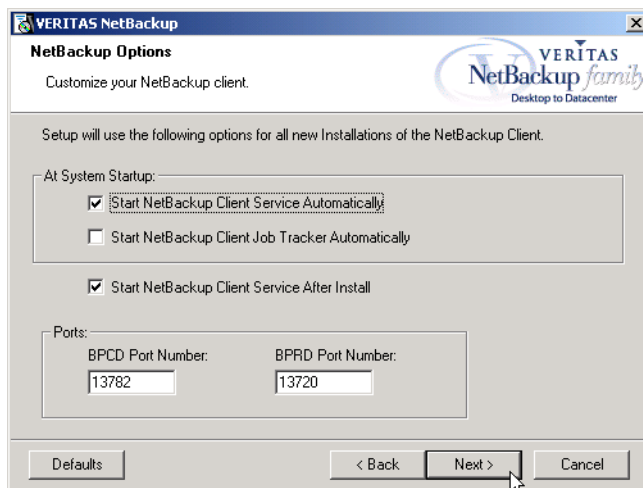 VERITAS NetBackup
NetBackup Options
Customize your NetBackup client.
VERITAS
NetBackup family
Desktop to Datacenter
Setup will use the following options for all new Installations of the NetBackup Client.
At System Startup:
Start NetBackup Client Service Automatically
Start NetBackup Client Job Tracker Automatically
Start NetBackup Client Service After Install
Ports:
BPCD Port Number: BPRD Port Number:
13782 13720
Defaults < Back Next > Cancel